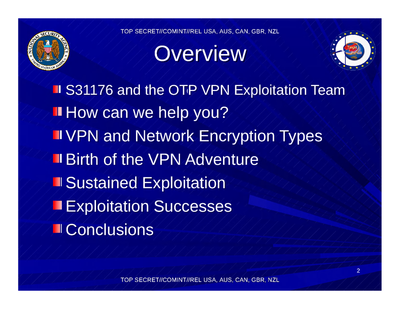 TOP SECRET//COMINT//REL USA, AUS, CAN, GBR, NZL
Overview
S31176 and the OTP VPN Exploitation Team
How can we help you?
VPN and Network Encryption Types
Birth of the VPN Adventure
Sustained Exploitation
Exploitation Successes
Conclusions
2
TOP SECRET//COMINT//REL USA, AUS, CAN, GBR, NZL